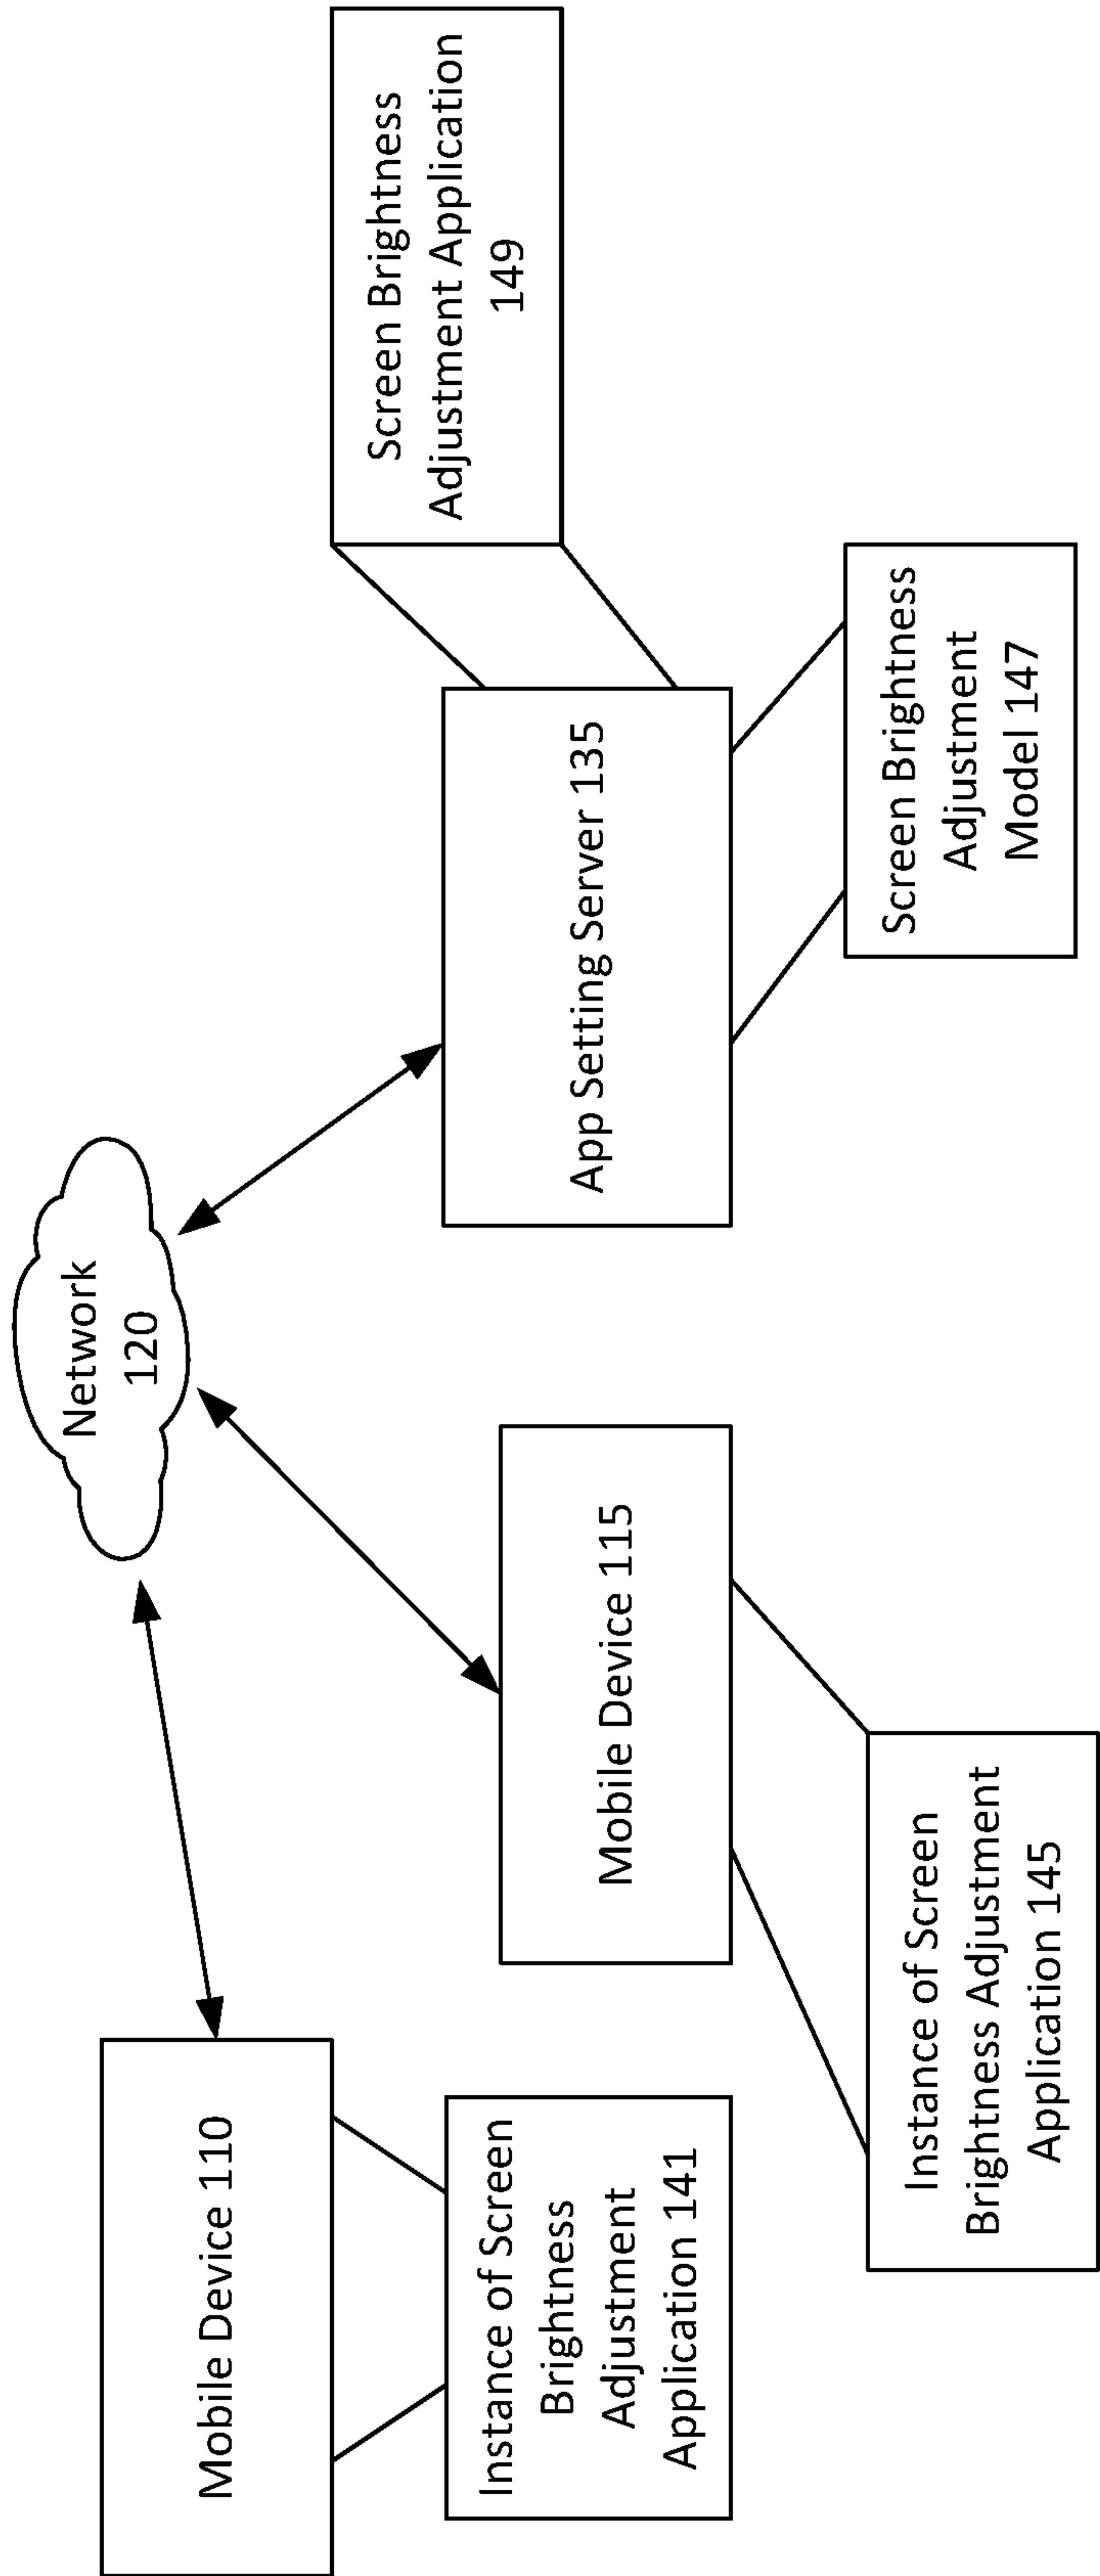 Network
120
Mobile Device 110
Instance of Screen
Brightness
Adjustment
Application 141
Mobile Device 115
Instance of Screen
Brightness Adjustment
Application 145
App Setting Server 135
Screen Brightness
Adjustment
Model 147
Screen Brightness
Adjustment Application
149